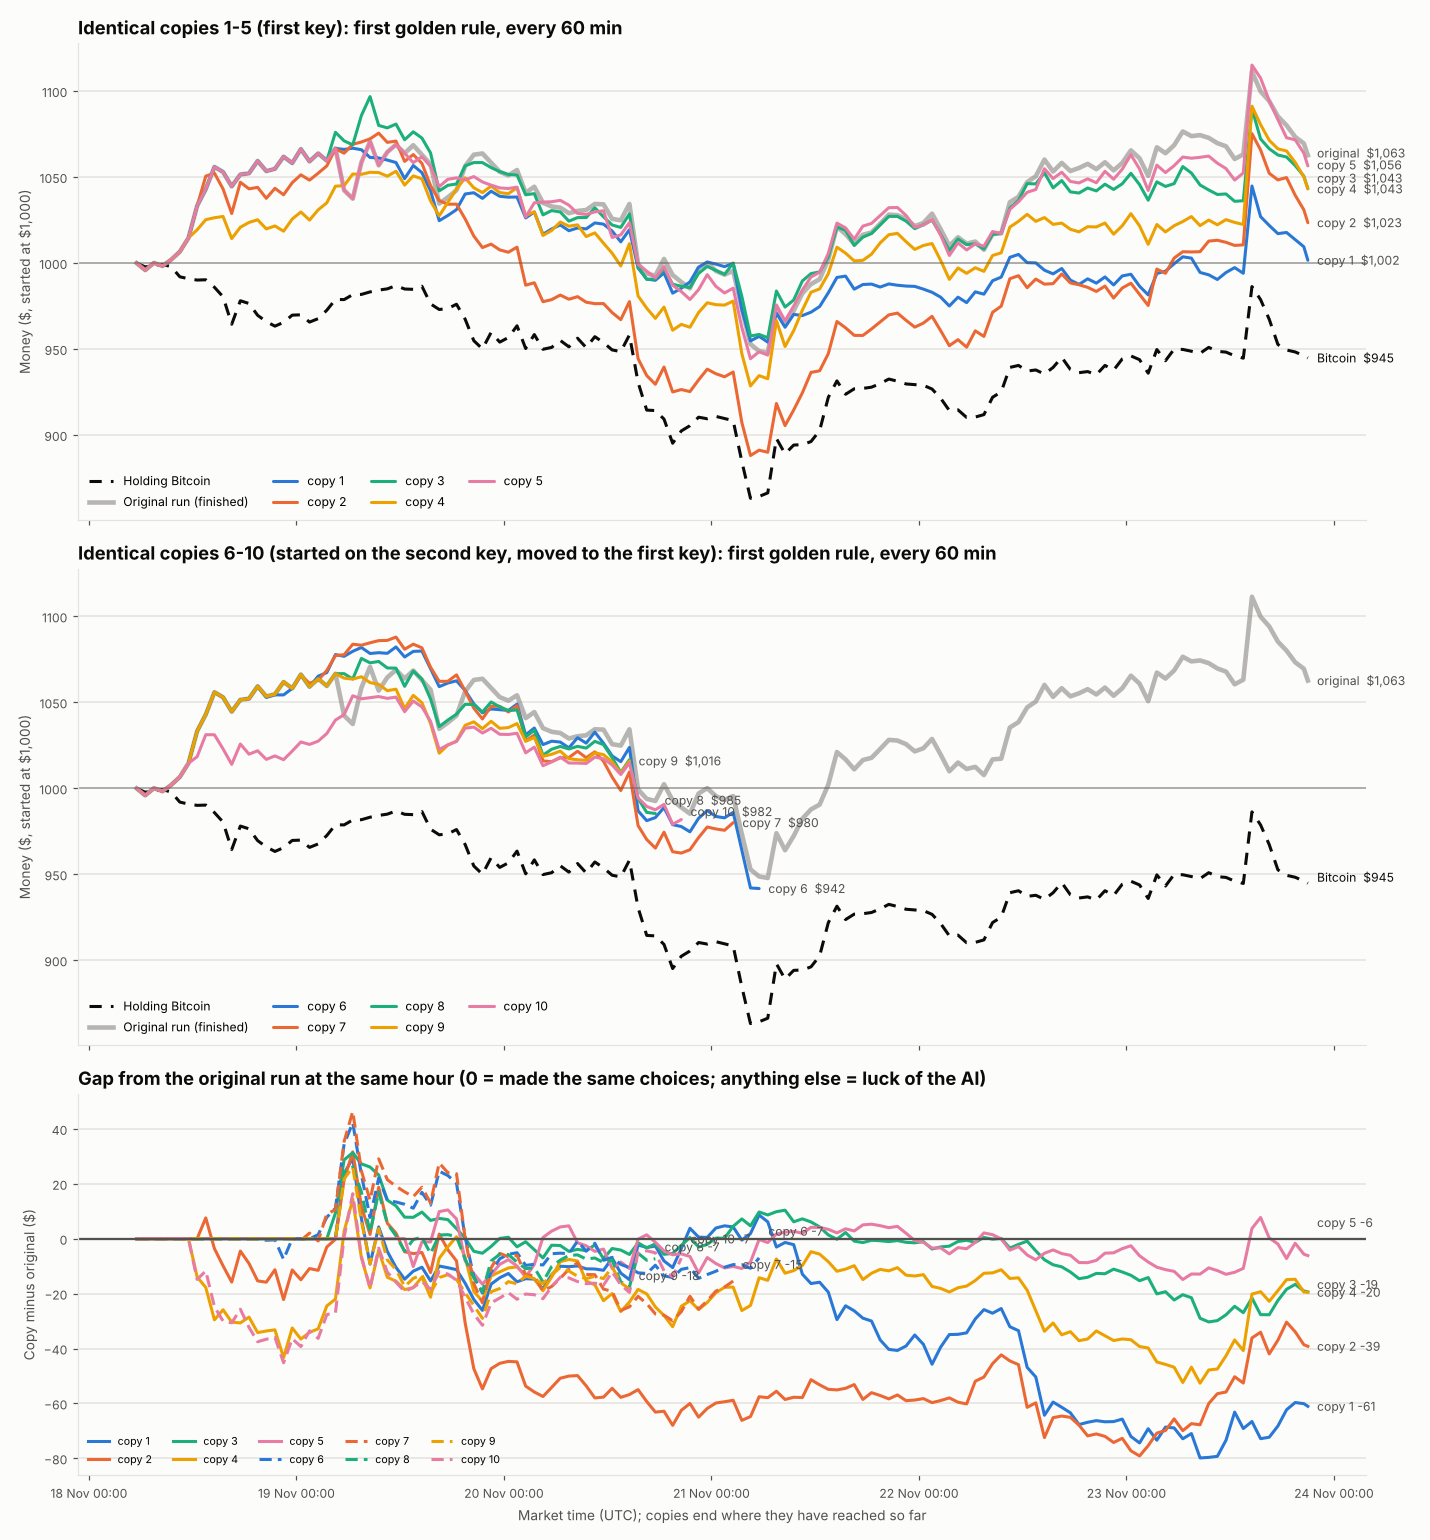 Identical copies 1-5 (first key): first golden rule, every 60 min
Money ($, started at $1,000)
1100
1050
1000
950
900
original $1,063
copy 5 $1,056
copy 3 $1,043
copy 4 $1,043
copy 2 $1,023
copy 1 $1,002
Bitcoin $945
Holding Bitcoin
Original run (finished)
copy 1
copy 2
copy 3
copy 4
copy 5
Identical copies 6-10 (started on the second key, moved to the first key): first golden rule, every 60 min
Money ($, started at $1,000)
1100
1050
1000
950
900
original $1,063
copy 9 $1,016
copy 8 $985
copy 10 $982
copy 7 $980
copy 6 $942
Bitcoin $945
Holding Bitcoin
Original run (finished)
copy 6
copy 7
copy 8
copy 9
copy 10
Gap from the original run at the same hour (0 = made the same choices; anything else = luck of the AI)
Copy minus original ($)
40
20
0
−20
−40
−60
−80
copy 6 -7
copy 8 -7
copy 7 -15
copy 5 -6
copy 3 -19
copy 4 -20
copy 2 -39
copy 1 -61
copy 1
copy 2
copy 3
copy 4
copy 5
copy 6
copy 7
copy 8
copy 9
copy 10
18 Nov 00:00
19 Nov 00:00
20 Nov 00:00
21 Nov 00:00
22 Nov 00:00
23 Nov 00:00
24 Nov 00:00
Market time (UTC); copies end where they have reached so far